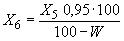 X₆ = (X₅ 0,95·100) / (100 − W)